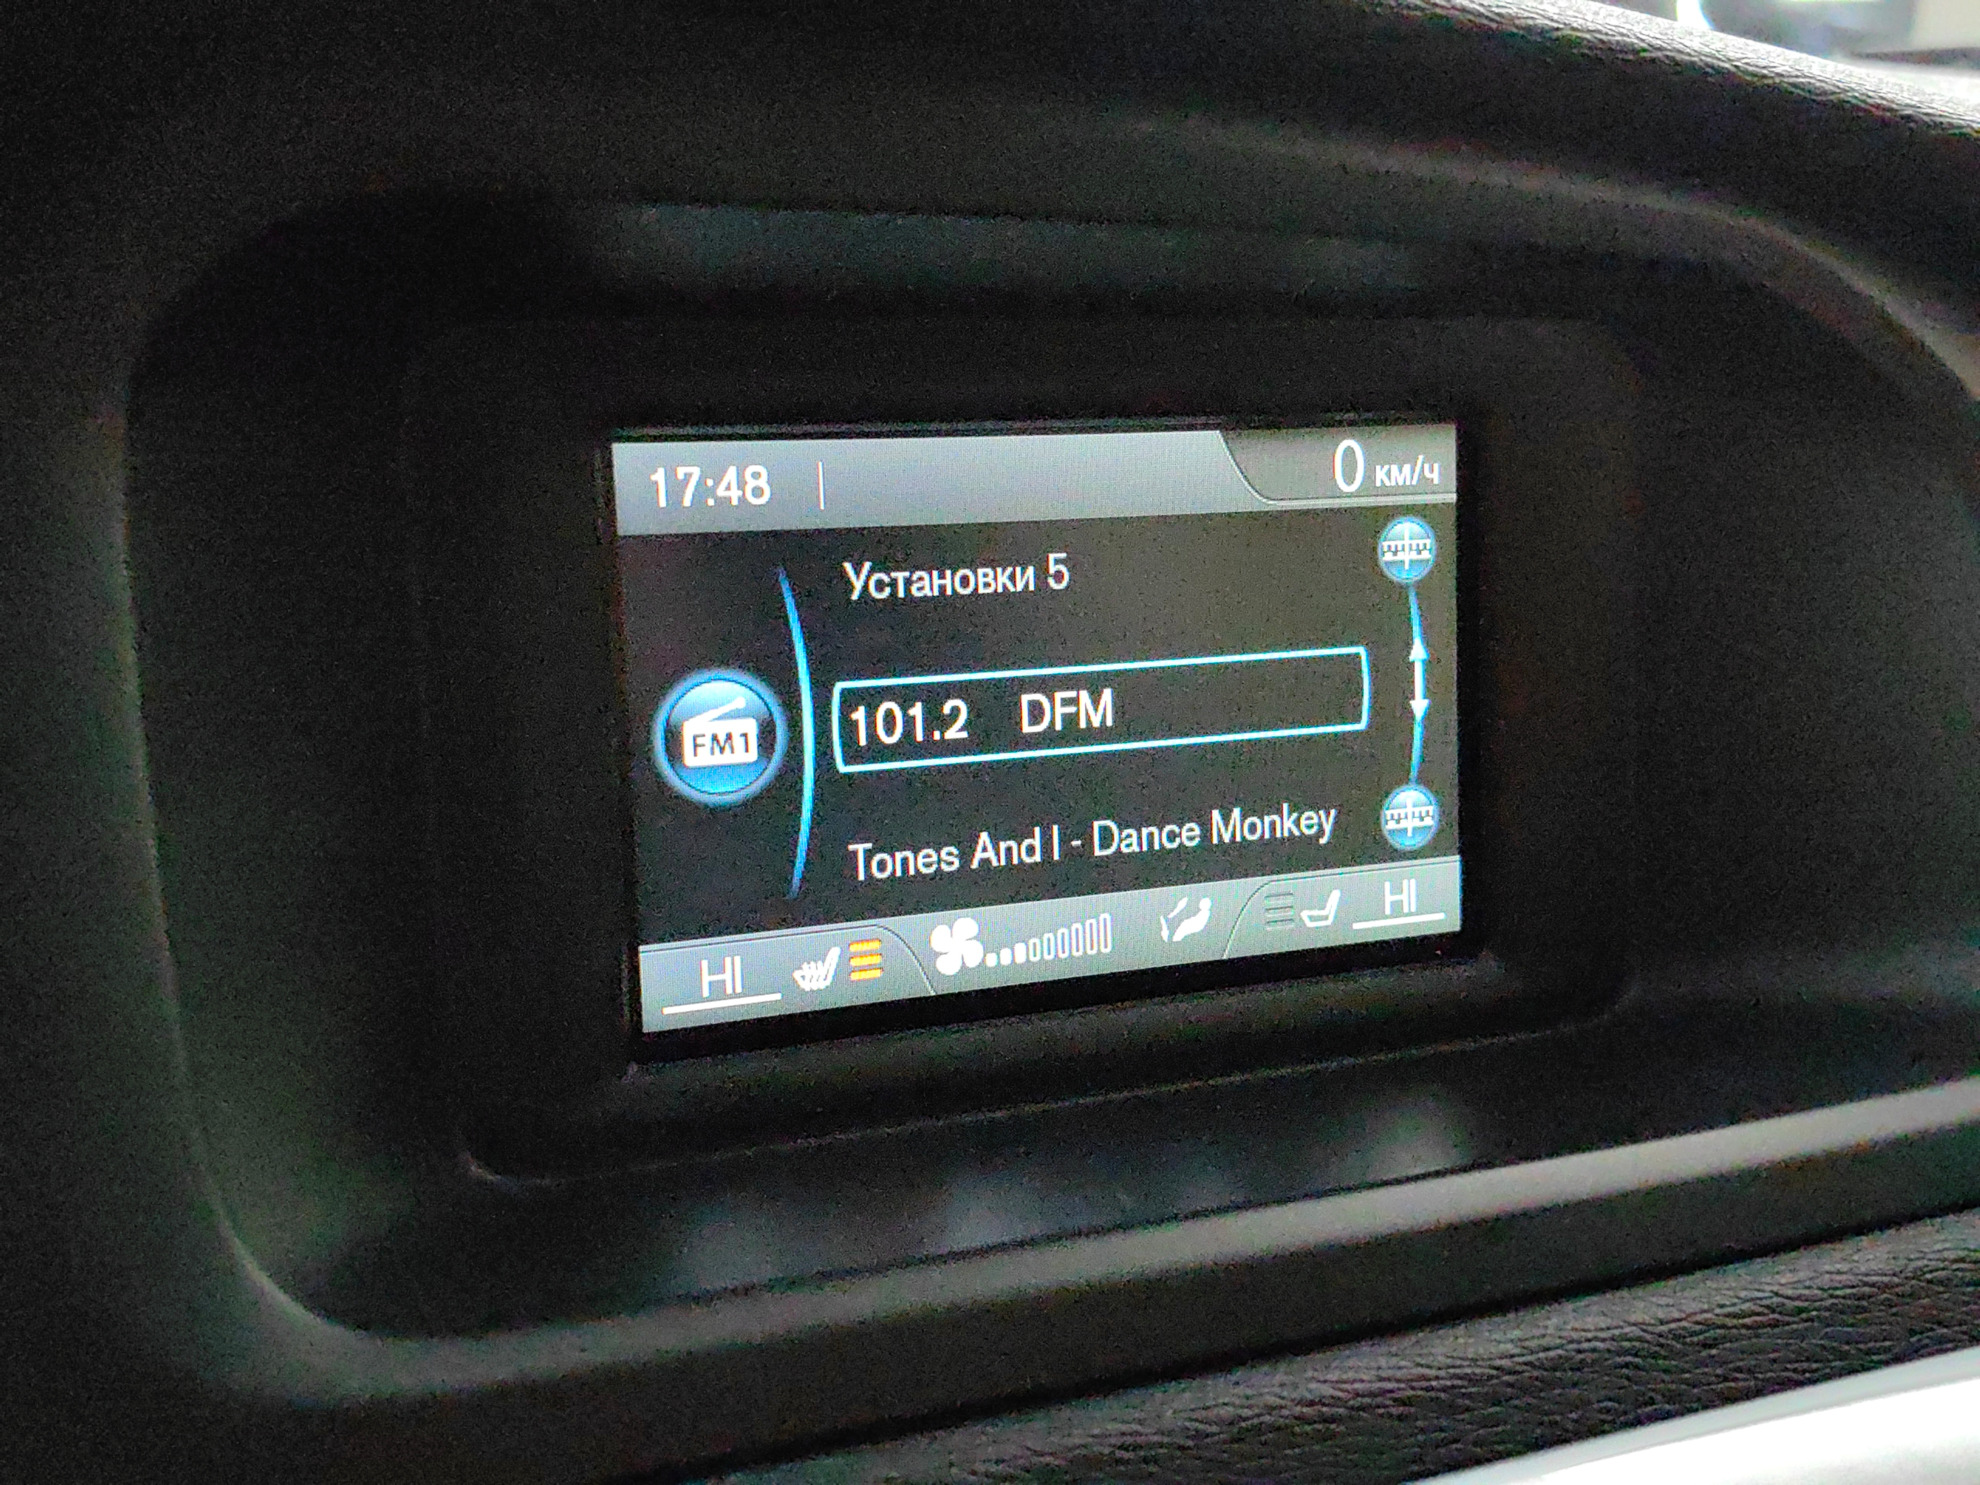 17:48
0 км/ч
Установки 5
FM1
101.2 DFM
Tones And I - Dance Monkey
HI
HI